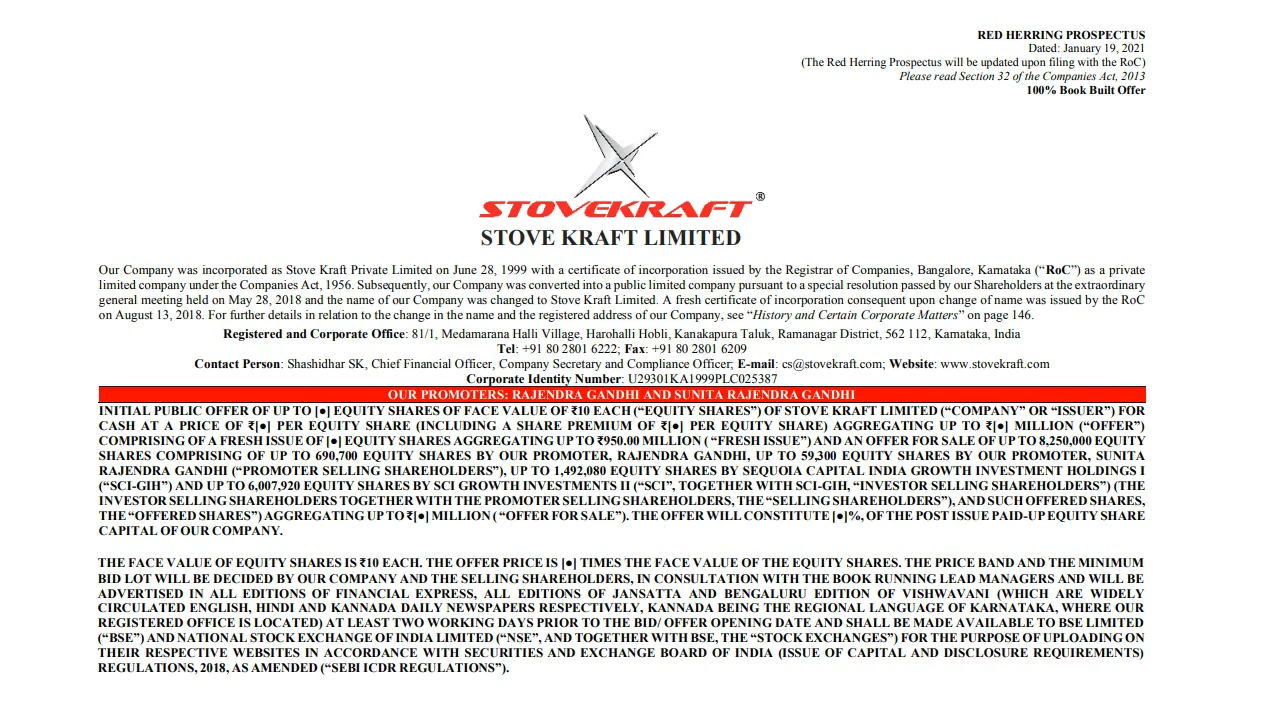 RED HERRING PROSPECTUS
Dated: January 19, 2021
(The Red Herring Prospectus will be updated upon filing with the RoC)
Please read Section 32 of the Companies Act, 2013
100% Book Built Offer
STOVEKRAFT®
STOVE KRAFT LIMITED
Our Company was incorporated as Stove Kraft Private Limited on June 28, 1999 with a certificate of incorporation issued by the Registrar of Companies, Bangalore, Karnataka (“RoC”) as a private
limited company under the Companies Act, 1956. Subsequently, our Company was converted into a public limited company pursuant to a special resolution passed by our Shareholders at the extraordinary
general meeting held on May 28, 2018 and the name of our Company was changed to Stove Kraft Limited. A fresh certificate of incorporation consequent upon change of name was issued by the RoC
on August 13, 2018. For further details in relation to the change in the name and the registered address of our Company, see “History and Certain Corporate Matters” on page 146.
Registered and Corporate Office: 81/1, Medamarana Halli Village, Harohalli Hobli, Kanakapura Taluk, Ramanagar District, 562 112, Karnataka, India
Tel: +91 80 2801 6222; Fax: +91 80 2801 6209
Contact Person: Shashidhar SK, Chief Financial Officer, Company Secretary and Compliance Officer; E-mail: cs@stovekraft.com; Website: www.stovekraft.com
Corporate Identity Number: U29301KA1999PLC025387
OUR PROMOTERS: RAJENDRA GANDHI AND SUNITA RAJENDRA GANDHI
INITIAL PUBLIC OFFER OF UP TO [●] EQUITY SHARES OF FACE VALUE OF ₹10 EACH (“EQUITY SHARES”) OF STOVE KRAFT LIMITED (“COMPANY” OR “ISSUER”) FOR
CASH AT A PRICE OF ₹[●] PER EQUITY SHARE (INCLUDING A SHARE PREMIUM OF ₹[●] PER EQUITY SHARE) AGGREGATING UP TO ₹[●] MILLION (“OFFER”)
COMPRISING OF A FRESH ISSUE OF [●] EQUITY SHARES AGGREGATING UP TO ₹950.00 MILLION ( “FRESH ISSUE”) AND AN OFFER FOR SALE OF UP TO 8,250,000 EQUITY
SHARES COMPRISING OF UP TO 690,700 EQUITY SHARES BY OUR PROMOTER, RAJENDRA GANDHI, UP TO 59,300 EQUITY SHARES BY OUR PROMOTER, SUNITA
RAJENDRA GANDHI (“PROMOTER SELLING SHAREHOLDERS”), UP TO 1,492,080 EQUITY SHARES BY SEQUOIA CAPITAL INDIA GROWTH INVESTMENT HOLDINGS I
(“SCI-GIH”) AND UP TO 6,007,920 EQUITY SHARES BY SCI GROWTH INVESTMENTS II (“SCI”, TOGETHER WITH SCI-GIH, “INVESTOR SELLING SHAREHOLDERS”) (THE
INVESTOR SELLING SHAREHOLDERS TOGETHER WITH THE PROMOTER SELLING SHAREHOLDERS, THE “SELLING SHAREHOLDERS”), AND SUCH OFFERED SHARES,
THE “OFFERED SHARES”) AGGREGATING UP TO ₹[●] MILLION ( “OFFER FOR SALE”). THE OFFER WILL CONSTITUTE [●]%, OF THE POST ISSUE PAID-UP EQUITY SHARE
CAPITAL OF OUR COMPANY.
THE FACE VALUE OF EQUITY SHARES IS ₹10 EACH. THE OFFER PRICE IS [●] TIMES THE FACE VALUE OF THE EQUITY SHARES. THE PRICE BAND AND THE MINIMUM
BID LOT WILL BE DECIDED BY OUR COMPANY AND THE SELLING SHAREHOLDERS, IN CONSULTATION WITH THE BOOK RUNNING LEAD MANAGERS AND WILL BE
ADVERTISED IN ALL EDITIONS OF FINANCIAL EXPRESS, ALL EDITIONS OF JANSATTA AND BENGALURU EDITION OF VISHWAVANI (WHICH ARE WIDELY
CIRCULATED ENGLISH, HINDI AND KANNADA DAILY NEWSPAPERS RESPECTIVELY, KANNADA BEING THE REGIONAL LANGUAGE OF KARNATAKA, WHERE OUR
REGISTERED OFFICE IS LOCATED) AT LEAST TWO WORKING DAYS PRIOR TO THE BID/ OFFER OPENING DATE AND SHALL BE MADE AVAILABLE TO BSE LIMITED
(“BSE”) AND NATIONAL STOCK EXCHANGE OF INDIA LIMITED (“NSE”, AND TOGETHER WITH BSE, THE “STOCK EXCHANGES”) FOR THE PURPOSE OF UPLOADING ON
THEIR RESPECTIVE WEBSITES IN ACCORDANCE WITH SECURITIES AND EXCHANGE BOARD OF INDIA (ISSUE OF CAPITAL AND DISCLOSURE REQUIREMENTS)
REGULATIONS, 2018, AS AMENDED (“SEBI ICDR REGULATIONS”).